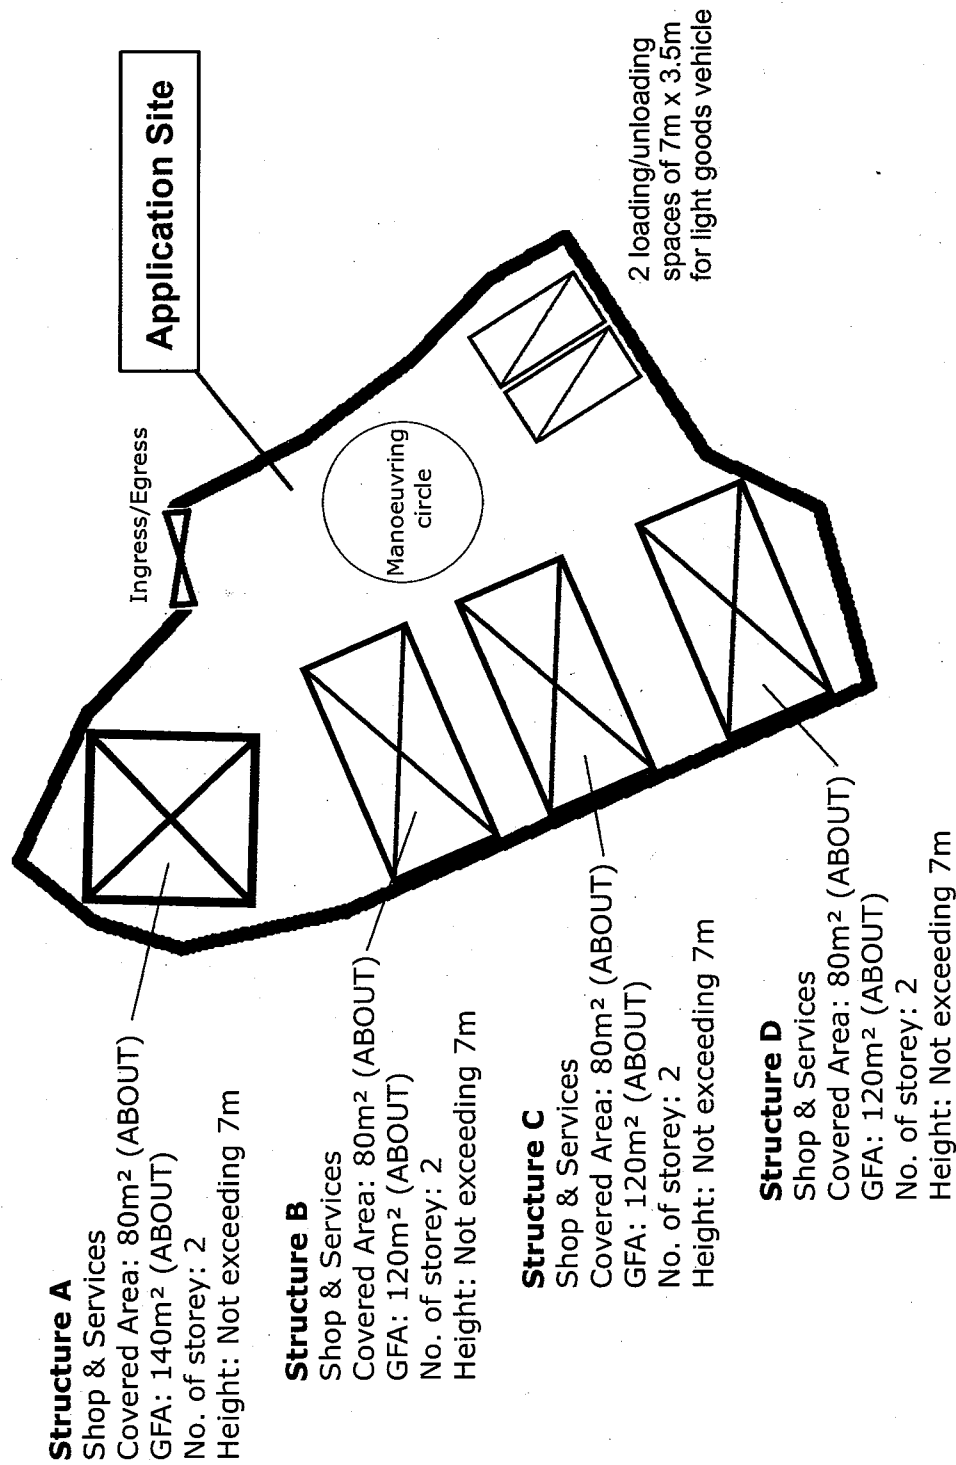 Structure A
Shop & Services
Covered Area: 80m² (ABOUT)
GFA: 140m² (ABOUT)
No. of storey: 2
Height: Not exceeding 7m
Structure B
Shop & Services
Covered Area: 80m² (ABOUT)
GFA: 120m² (ABOUT)
No. of storey: 2
Height: Not exceeding 7m
Structure C
Shop & Services
Covered Area: 80m² (ABOUT)
GFA: 120m² (ABOUT)
No. of storey: 2
Height: Not exceeding 7m
Structure D
Shop & Services
Covered Area: 80m² (ABOUT)
GFA: 120m² (ABOUT)
No. of storey: 2
Height: Not exceeding 7m
Ingress/Egress
Application Site
Manoeuvring
circle
2 loading/unloading
spaces of 7m x 3.5m
for light goods vehicle